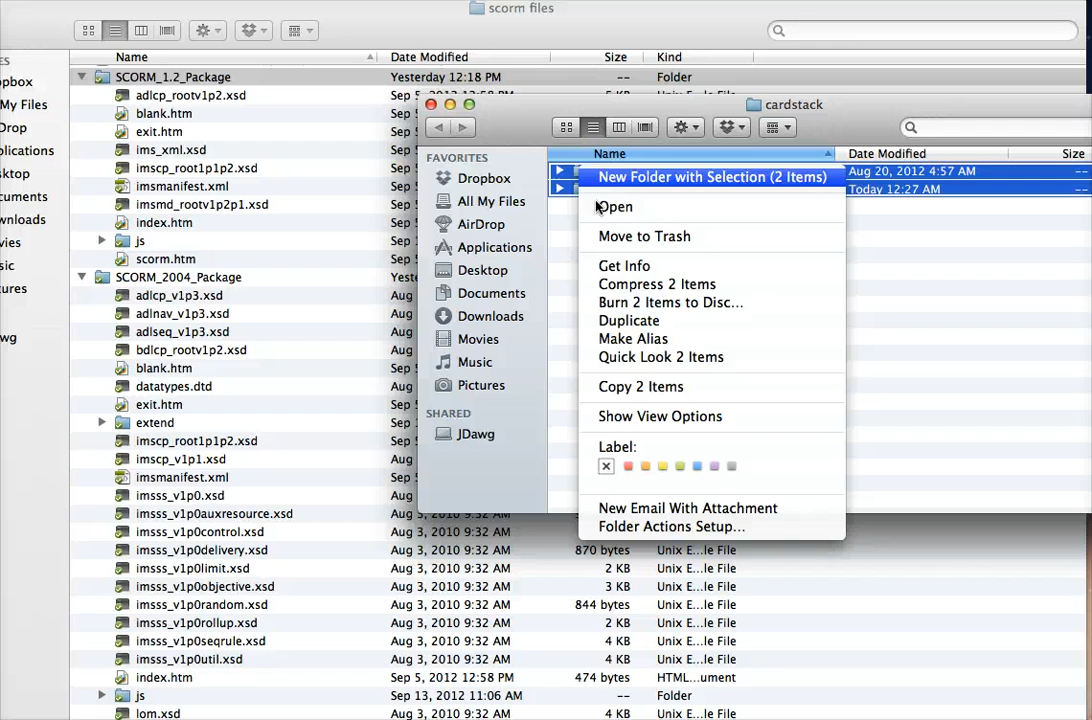 scorm files
Name Date Modified Size Kind
SCORM_1.2_Package Yesterday 12:18 PM -- Folder
adlcp_rootv1p2.xsd
blank.htm
exit.htm
ims_xml.xsd
imscp_rootv1p1p2.xsd
imsmanifest.xml
imsmd_rootv1p2p1.xsd
index.htm
js
scorm.htm
SCORM_2004_Package
adlcp_v1p3.xsd
adlnav_v1p3.xsd
adlseq_v1p3.xsd
bdlcp_rootv1p2.xsd
blank.htm
datatypes.dtd
exit.htm
extend
imscp_root1p1p2.xsd
imscp_v1p1.xsd
imsmanifest.xml
imsss_v1p0.xsd
imsss_v1p0auxresource.xsd
imsss_v1p0control.xsd Aug 3, 2010 9:32 AM
imsss_v1p0delivery.xsd Aug 3, 2010 9:32 AM 870 bytes Unix E...le File
imsss_v1p0limit.xsd Aug 3, 2010 9:32 AM 2 KB Unix E...le File
imsss_v1p0objective.xsd Aug 3, 2010 9:32 AM 3 KB Unix E...le File
imsss_v1p0random.xsd Aug 3, 2010 9:32 AM 844 bytes Unix E...le File
imsss_v1p0rollup.xsd Aug 3, 2010 9:32 AM 2 KB Unix E...le File
imsss_v1p0seqrule.xsd Aug 3, 2010 9:32 AM 4 KB Unix E...le File
imsss_v1p0util.xsd Aug 3, 2010 9:32 AM 4 KB Unix E...le File
index.htm Sep 5, 2012 12:58 PM 474 bytes HTML...ument
js Sep 13, 2012 11:06 AM -- Folder
lom.xsd Aug 3, 2010 9:32 AM 4 KB Unix E...le File
cardstack
Name Date Modified Size
Aug 20, 2012 4:57 AM --
Today 12:27 AM --
FAVORITES
Dropbox
All My Files
AirDrop
Applications
Desktop
Documents
Downloads
Movies
Music
Pictures
SHARED
JDawg
New Folder with Selection (2 Items)
Open
Move to Trash
Get Info
Compress 2 Items
Burn 2 Items to Disc...
Duplicate
Make Alias
Quick Look 2 Items
Copy 2 Items
Show View Options
Label:
New Email With Attachment
Folder Actions Setup...